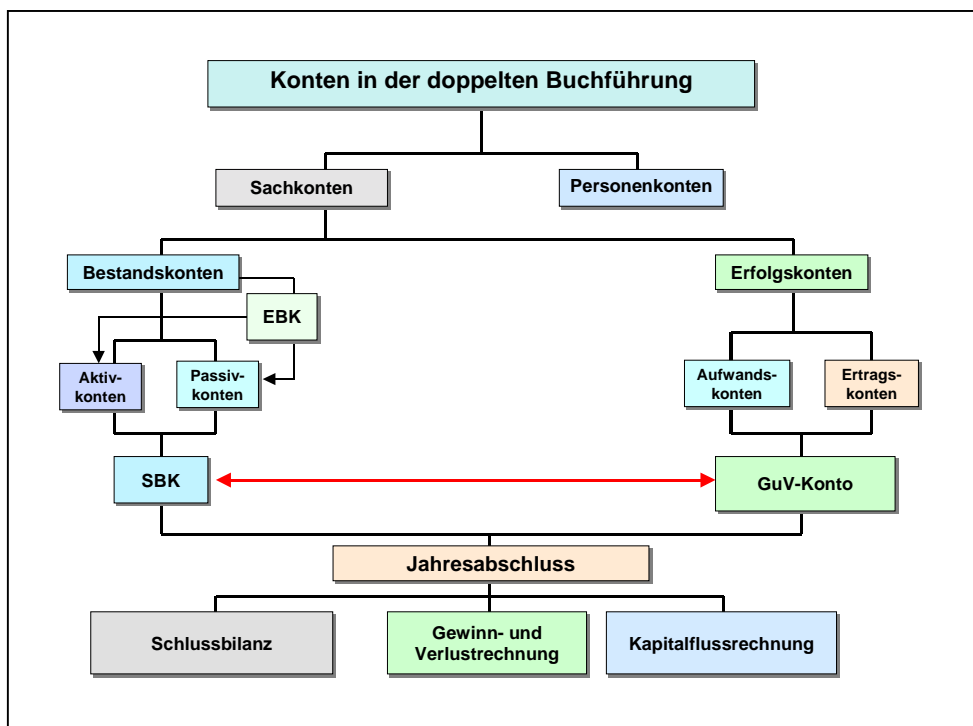 Konten in der doppelten Buchführung
Sachkonten
Personenkonten
Bestandskonten
Erfolgskonten
EBK
Aktiv-
konten
Passiv-
konten
Aufwands-
konten
Ertrags-
konten
SBK
GuV-Konto
Jahresabschluss
Schlussbilanz
Gewinn- und
Verlustrechnung
Kapitalflussrechnung